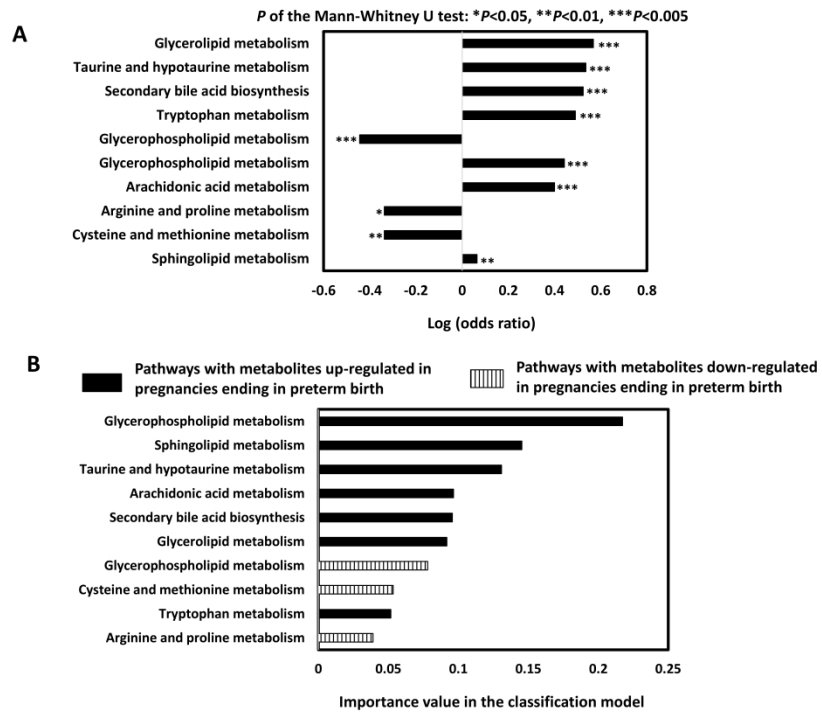 P of the Mann-Whitney U test: *P<0.05, **P<0.01, ***P<0.005
A
Glycerolipid metabolism
***
Taurine and hypotaurine metabolism
***
Secondary bile acid biosynthesis
***
Tryptophan metabolism
***
Glycerophospholipid metabolism
***
Glycerophospholipid metabolism
***
Arachidonic acid metabolism
***
Arginine and proline metabolism
*
Cysteine and methionine metabolism
**
Sphingolipid metabolism
**
-0.6 -0.4 -0.2 0 0.2 0.4 0.6 0.8
Log (odds ratio)
B
Pathways with metabolites up-regulated in
pregnancies ending in preterm birth
Pathways with metabolites down-regulated
in pregnancies ending in preterm birth
Glycerophospholipid metabolism
Sphingolipid metabolism
Taurine and hypotaurine metabolism
Arachidonic acid metabolism
Secondary bile acid biosynthesis
Glycerolipid metabolism
Glycerophospholipid metabolism
Cysteine and methionine metabolism
Tryptophan metabolism
Arginine and proline metabolism
0 0.05 0.1 0.15 0.2 0.25
Importance value in the classification model